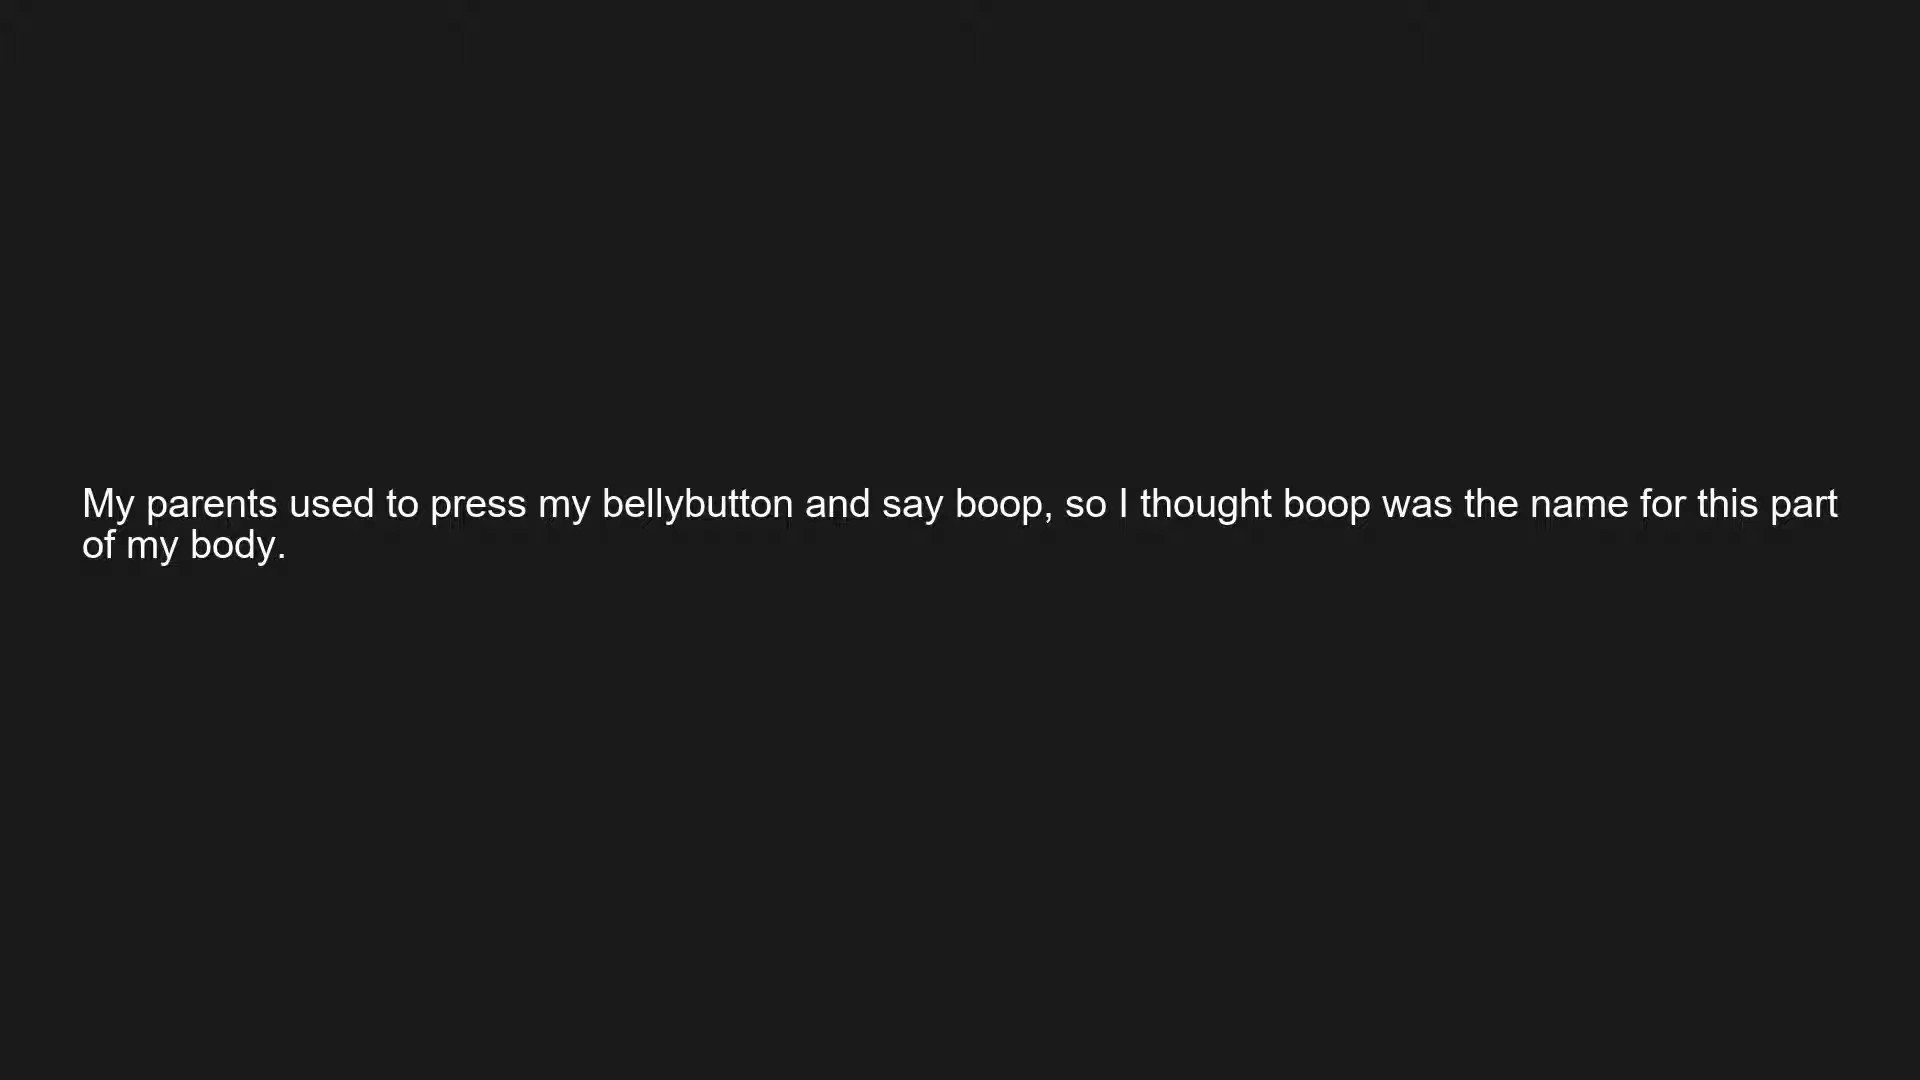 My parents used to press my bellybutton and say boop, so I thought boop was the name for this part
of my body.